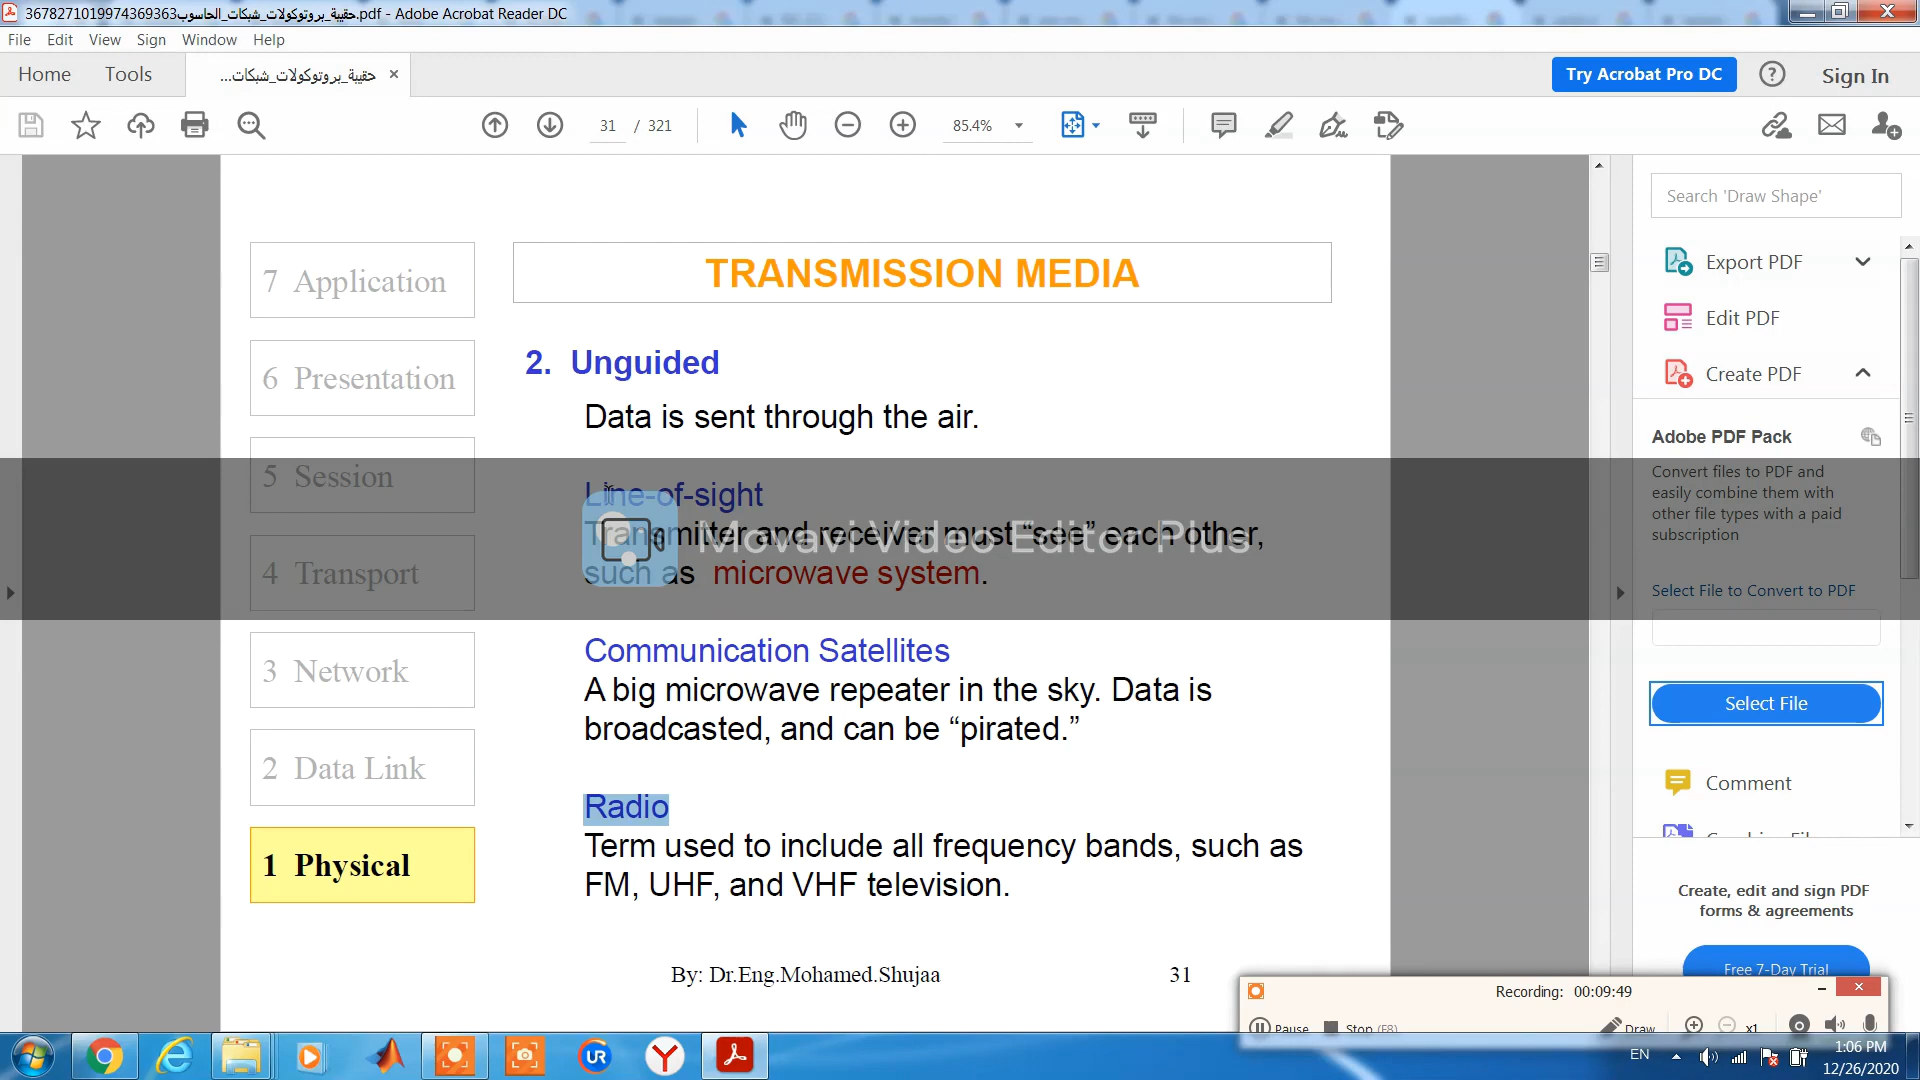 3678271019974369363حقيبة_بروتوكولات_شبكات_الحاسوب.pdf - Adobe Acrobat Reader DC
File Edit View Sign Window Help
Home Tools حقيبة_بروتوكولات_شبكات... × Try Acrobat Pro DC Sign In
31 / 321 85.4%
Search 'Draw Shape'
Export PDF
Edit PDF
Create PDF
Adobe PDF Pack
Convert files to PDF and
easily combine them with
other file types with a paid
subscription
Select File to Convert to PDF
Select File
Comment
Create, edit and sign PDF
forms & agreements
Free 7-Day Trial
7 Application
6 Presentation
5 Session
4 Transport
3 Network
2 Data Link
1 Physical
TRANSMISSION MEDIA
2. Unguided
Data is sent through the air.
Line-of-sight
Transmitter and receiver must “see” each other,
such as microwave system.
Movavi Video Editor Plus
Communication Satellites
A big microwave repeater in the sky. Data is
broadcasted, and can be “pirated.”
Radio
Term used to include all frequency bands, such as
FM, UHF, and VHF television.
By: Dr.Eng.Mohamed.Shujaa 31
Recording: 00:09:49
Pause Stop (F8) Draw x1
EN 1:06 PM
12/26/2020